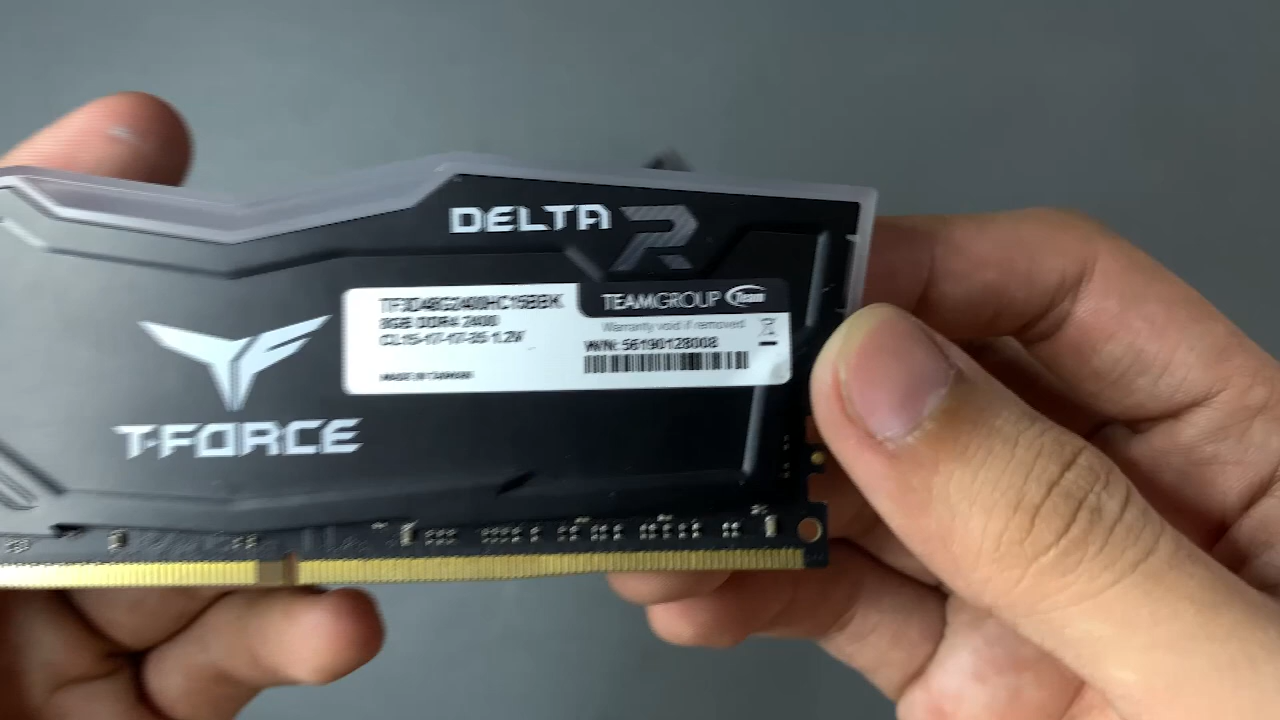 DELTA R
TEAMGROUP Team
TF3D48G2400HC15BBK
8GB DDR4 2400
CL15-17-17-35 1.2V
Warranty void if removed
W/N: 56190128008
MADE IN TAIWAN
T-FORCE